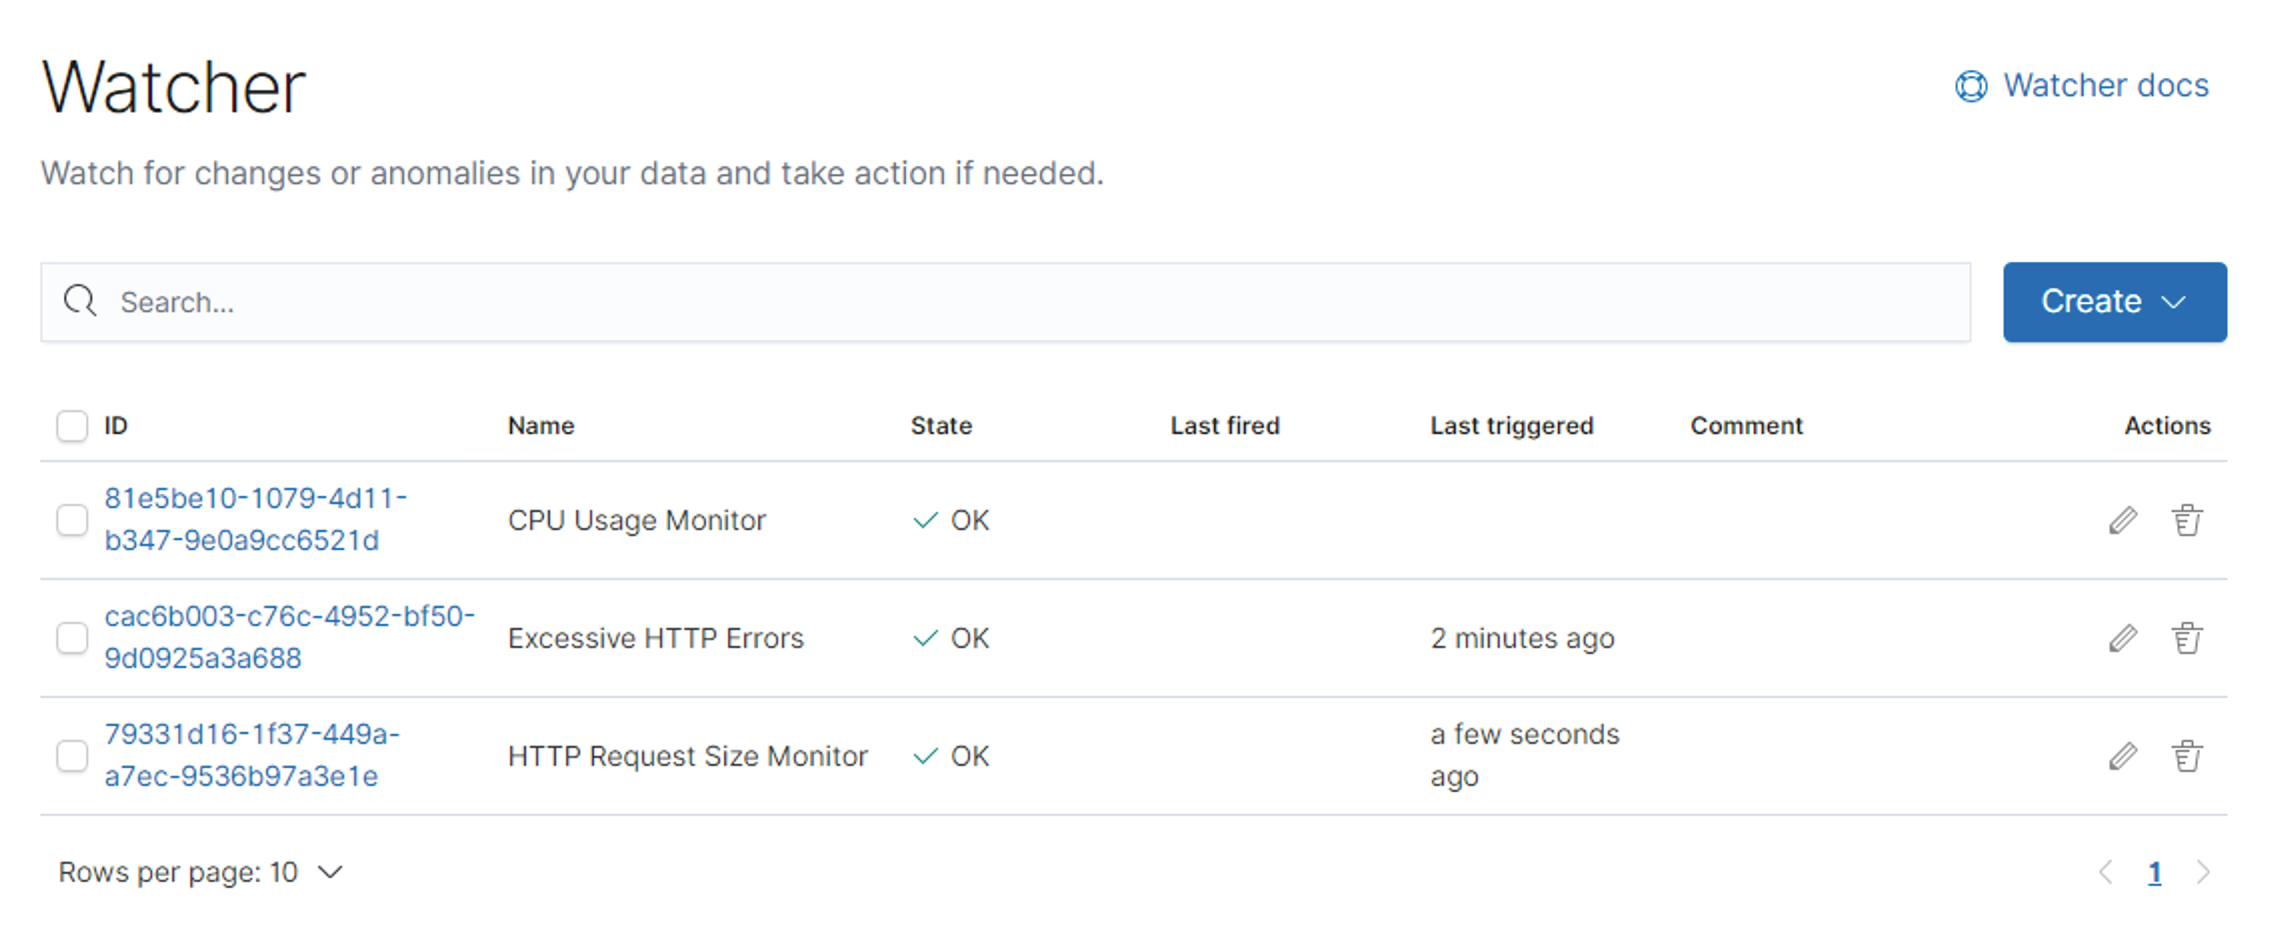 Watcher
Watcher docs
Watch for changes or anomalies in your data and take action if needed.
Search...
Create
ID Name State Last fired Last triggered Comment Actions
81e5be10-1079-4d11-
b347-9e0a9cc6521d
CPU Usage Monitor
OK
cac6b003-c76c-4952-bf50-
9d0925a3a688
Excessive HTTP Errors
OK
2 minutes ago
79331d16-1f37-449a-
a7ec-9536b97a3e1e
HTTP Request Size Monitor
OK
a few seconds
ago
Rows per page: 10
1